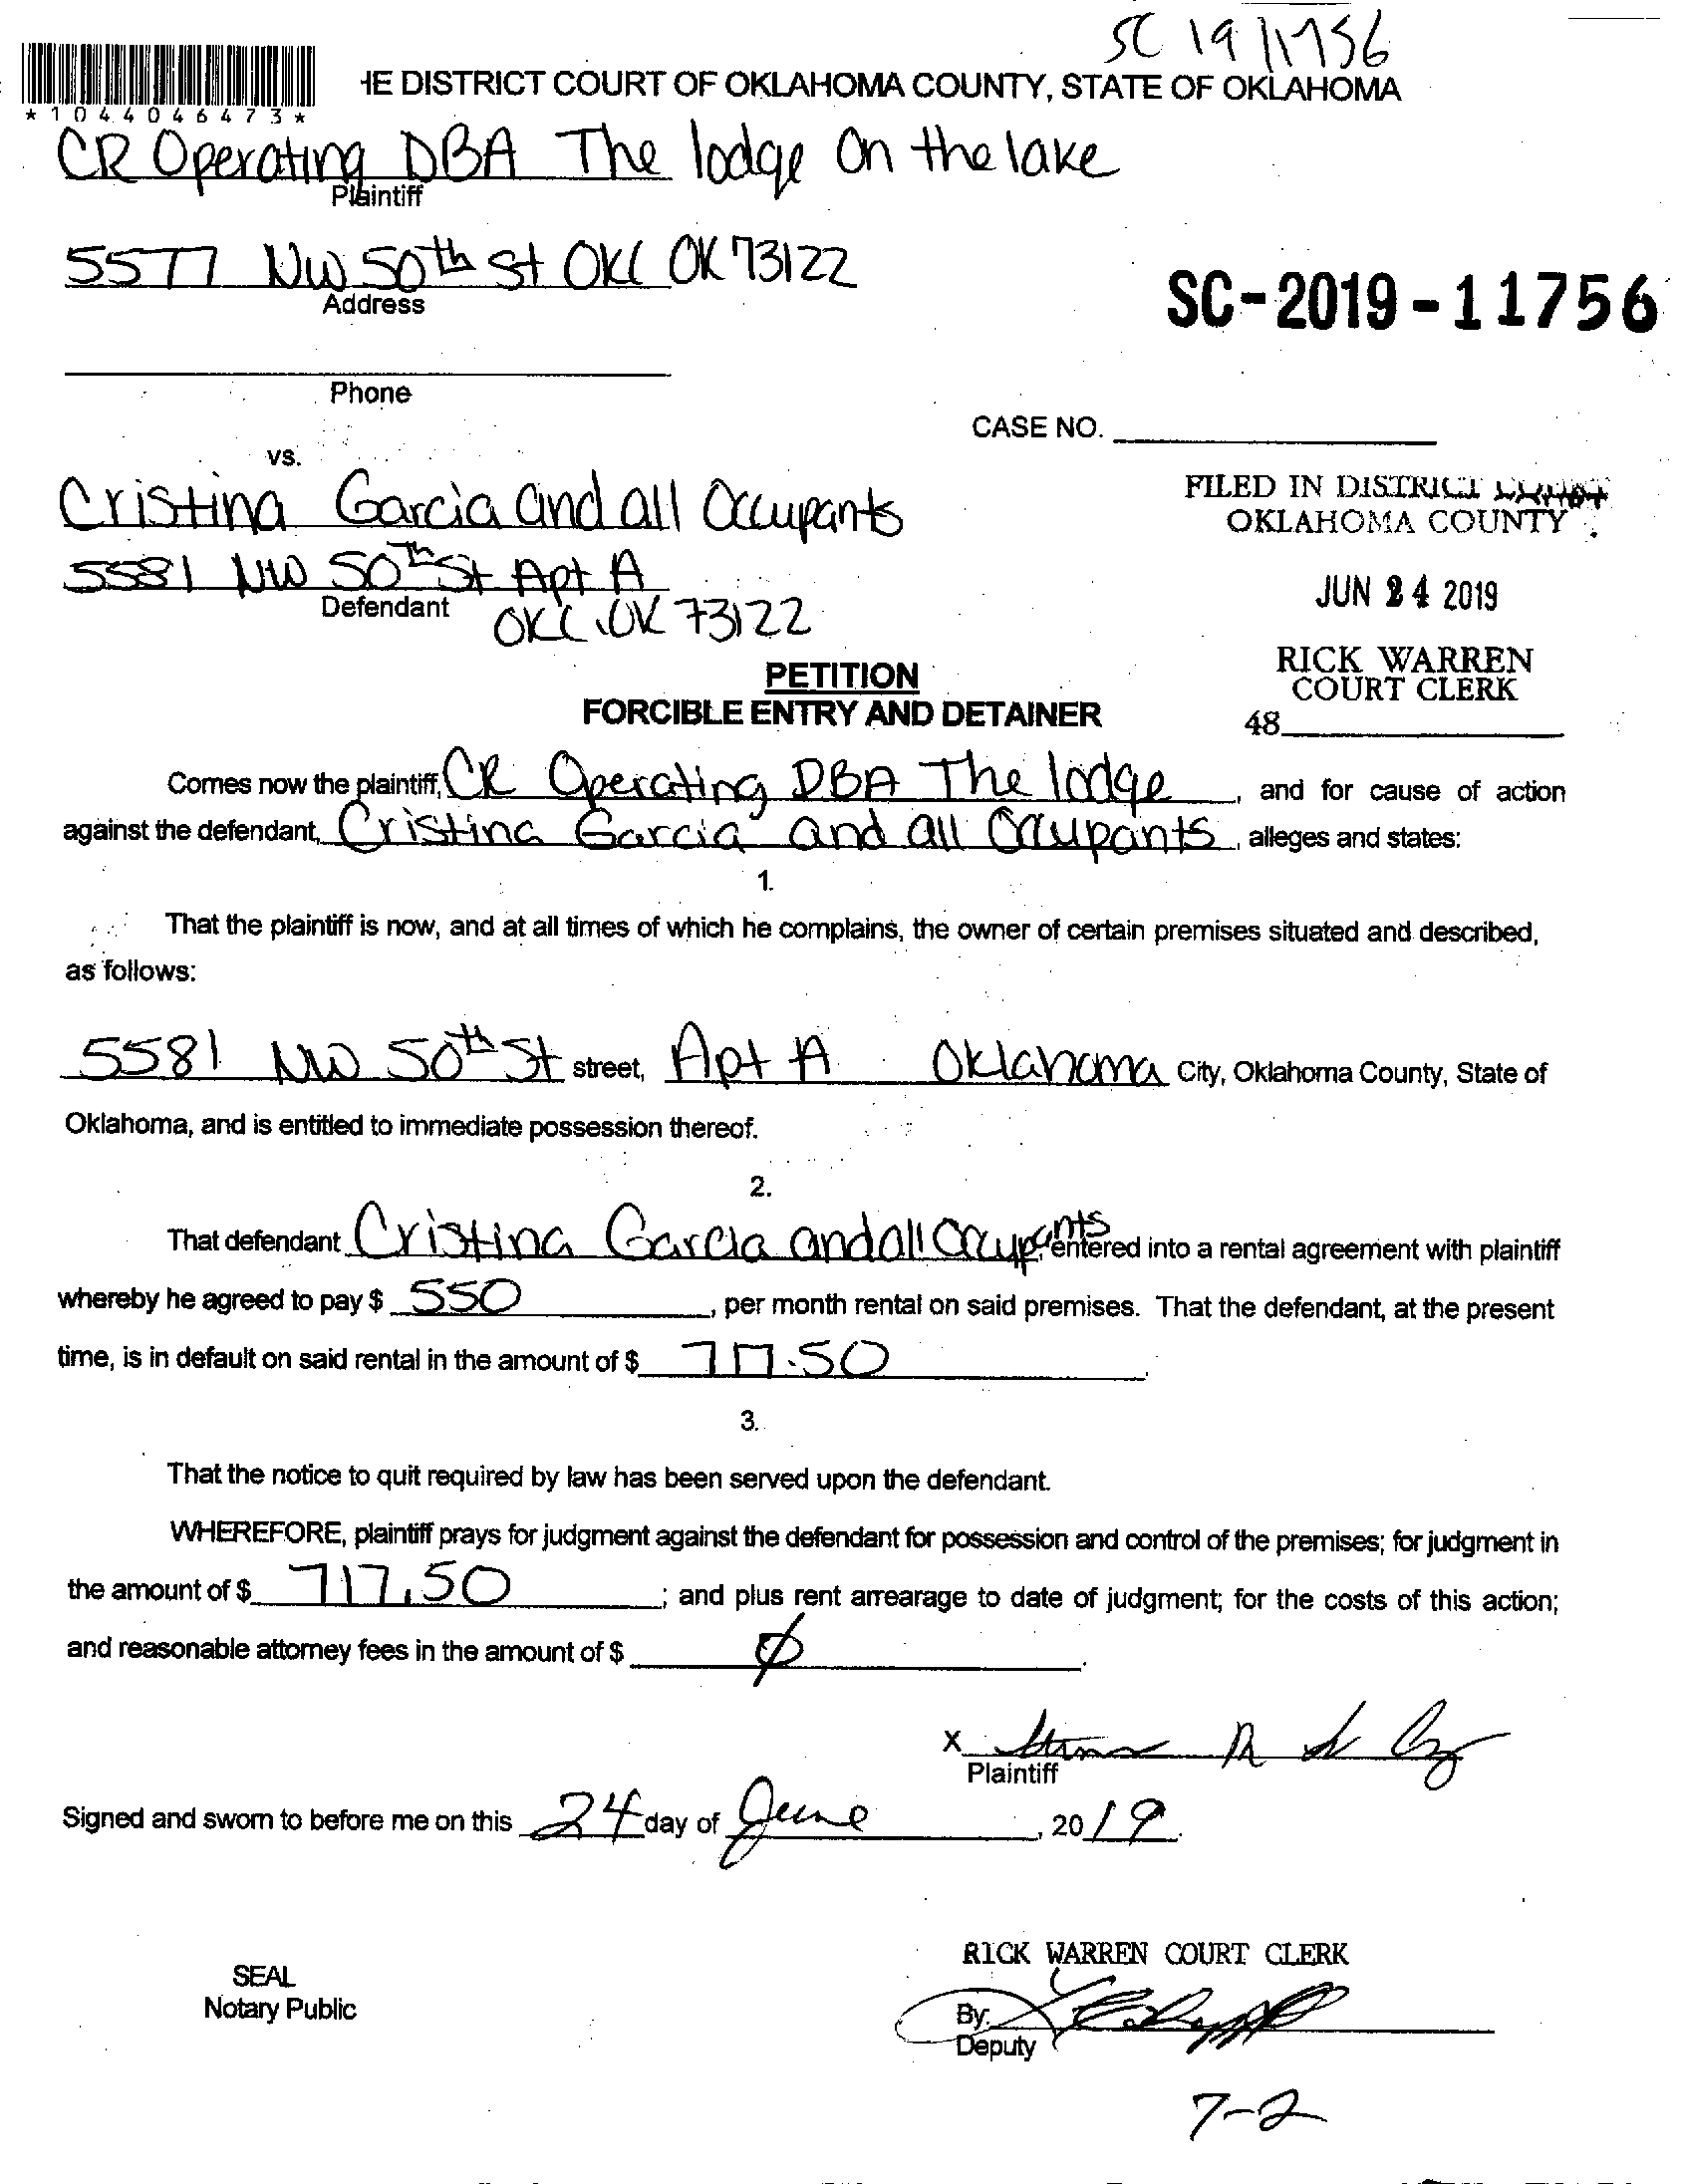 SC 19 11756
HE DISTRICT COURT OF OKLAHOMA COUNTY, STATE OF OKLAHOMA
*1044046473*
CR Operating DBA The lodge On the lake
Plaintiff
5577 NW 50th St OKC OK 73122
Address
SC-2019-11756
Phone
CASE NO.
vs.
Cristina Garcia and all Occupants
5581 NW 50th St Apt A
Defendant
OKC OK 73122
FILED IN DISTRICT COURT
OKLAHOMA COUNTY
JUN 24 2019
RICK WARREN
COURT CLERK
48
PETITION
FORCIBLE ENTRY AND DETAINER
Comes now the plaintiff, CR Operating DBA The lodge, and for cause of action
against the defendant, Cristina Garcia and all Occupants, alleges and states:
1.
That the plaintiff is now, and at all times of which he complains, the owner of certain premises situated and described,
as follows:
5581 NW 50th St street, Apt A Oklahoma City, Oklahoma County, State of
Oklahoma, and is entitled to immediate possession thereof.
2.
That defendant Cristina Garcia and all Occupants entered into a rental agreement with plaintiff
whereby he agreed to pay $ 550, per month rental on said premises. That the defendant, at the present
time, is in default on said rental in the amount of $ 717.50.
3.
That the notice to quit required by law has been served upon the defendant.
WHEREFORE, plaintiff prays for judgment against the defendant for possession and control of the premises; for judgment in
the amount of $ 717.50; and plus rent arrearage to date of judgment; for the costs of this action;
and reasonable attorney fees in the amount of $ ∅.
X
Plaintiff
Signed and sworn to before me on this 24 day of June, 2019.
SEAL
Notary Public
RICK WARREN COURT CLERK
By:
Deputy
7-2